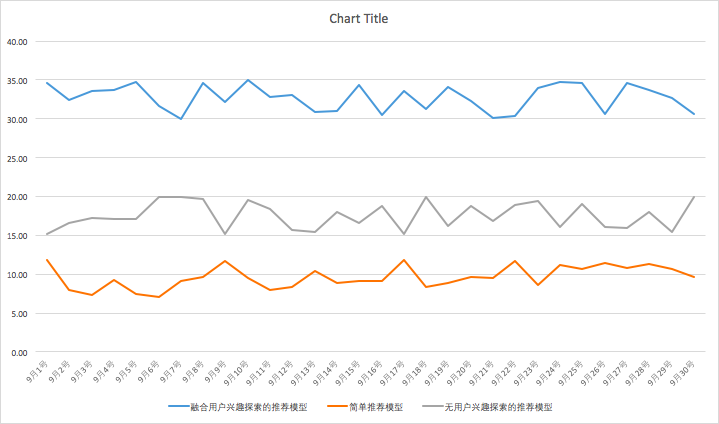 Chart Title
40.00
35.00
30.00
25.00
20.00
15.00
10.00
5.00
0.00
9月1号
9月2号
9月3号
9月4号
9月5号
9月6号
9月7号
9月8号
9月9号
9月10号
9月11号
9月12号
9月13号
9月14号
9月15号
9月16号
9月17号
9月18号
9月19号
9月20号
9月21号
9月22号
9月23号
9月24号
9月25号
9月26号
9月27号
9月28号
9月29号
9月30号
融合用户兴趣探索的推荐模型 简单推荐模型 无用户兴趣探索的推荐模型